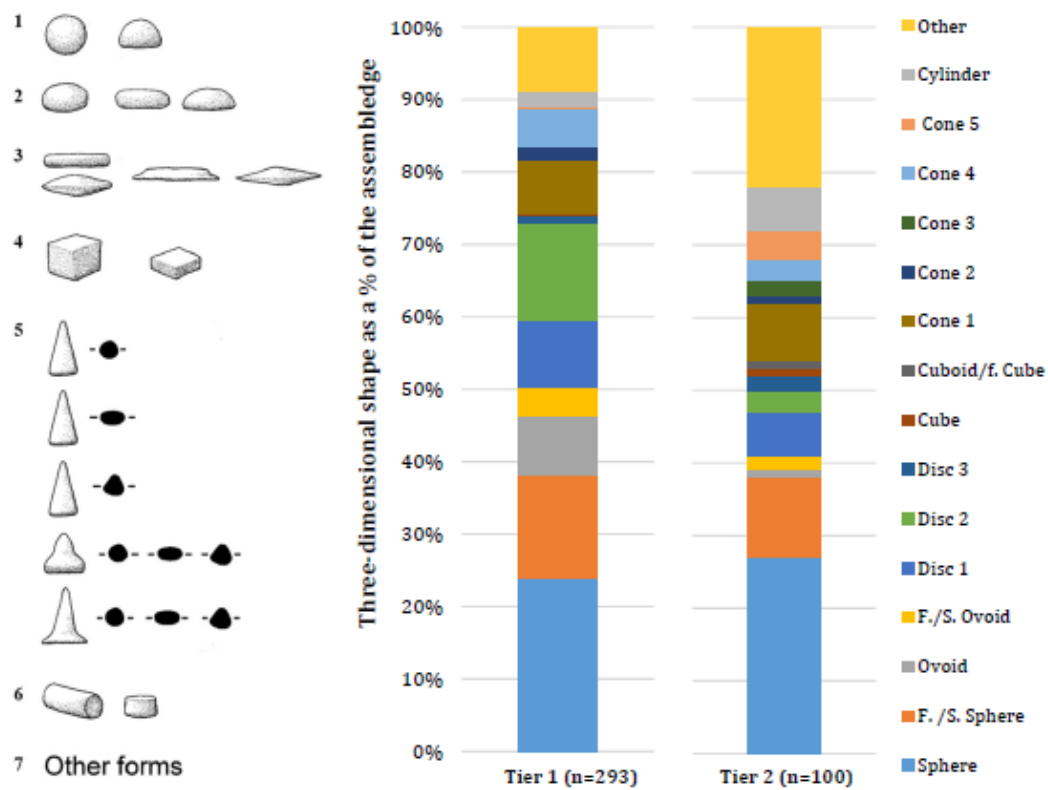 1
2
3
4
5
6
7 Other forms
Three-dimensional shape as a % of the assembledge
100%
90%
80%
70%
60%
50%
40%
30%
20%
10%
0%
Tier 1 (n=293)
Tier 2 (n=100)
Other
Cylinder
Cone 5
Cone 4
Cone 3
Cone 2
Cone 1
Cuboid/f. Cube
Cube
Disc 3
Disc 2
Disc 1
F./S. Ovoid
Ovoid
F. /S. Sphere
Sphere